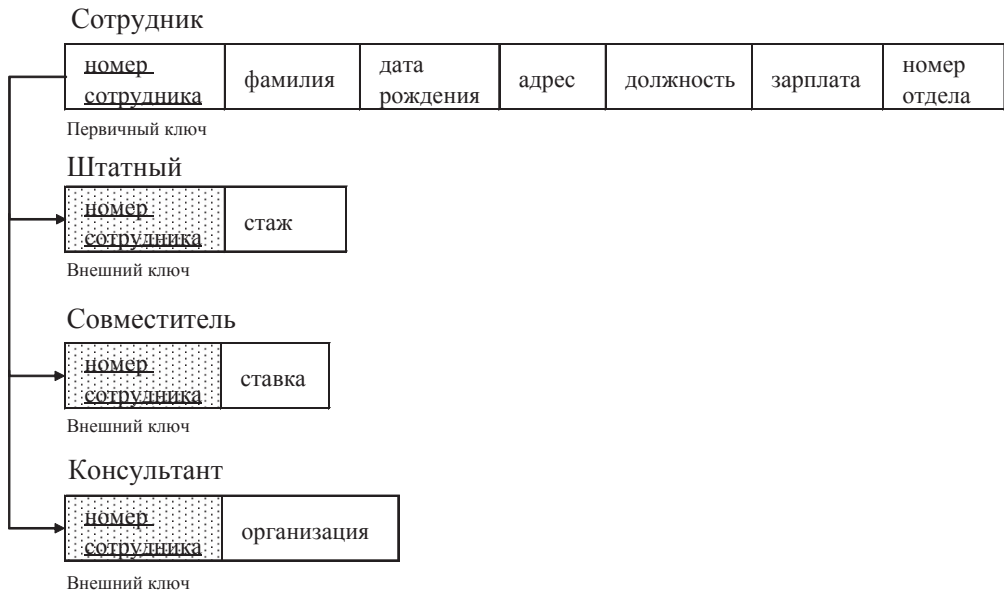 Сотрудник
номер сотрудника фамилия дата рождения адрес должность зарплата номер отдела
Первичный ключ
Штатный
номер сотрудника стаж
Внешний ключ
Совместитель
номер сотрудника ставка
Внешний ключ
Консультант
номер сотрудника организация
Внешний ключ